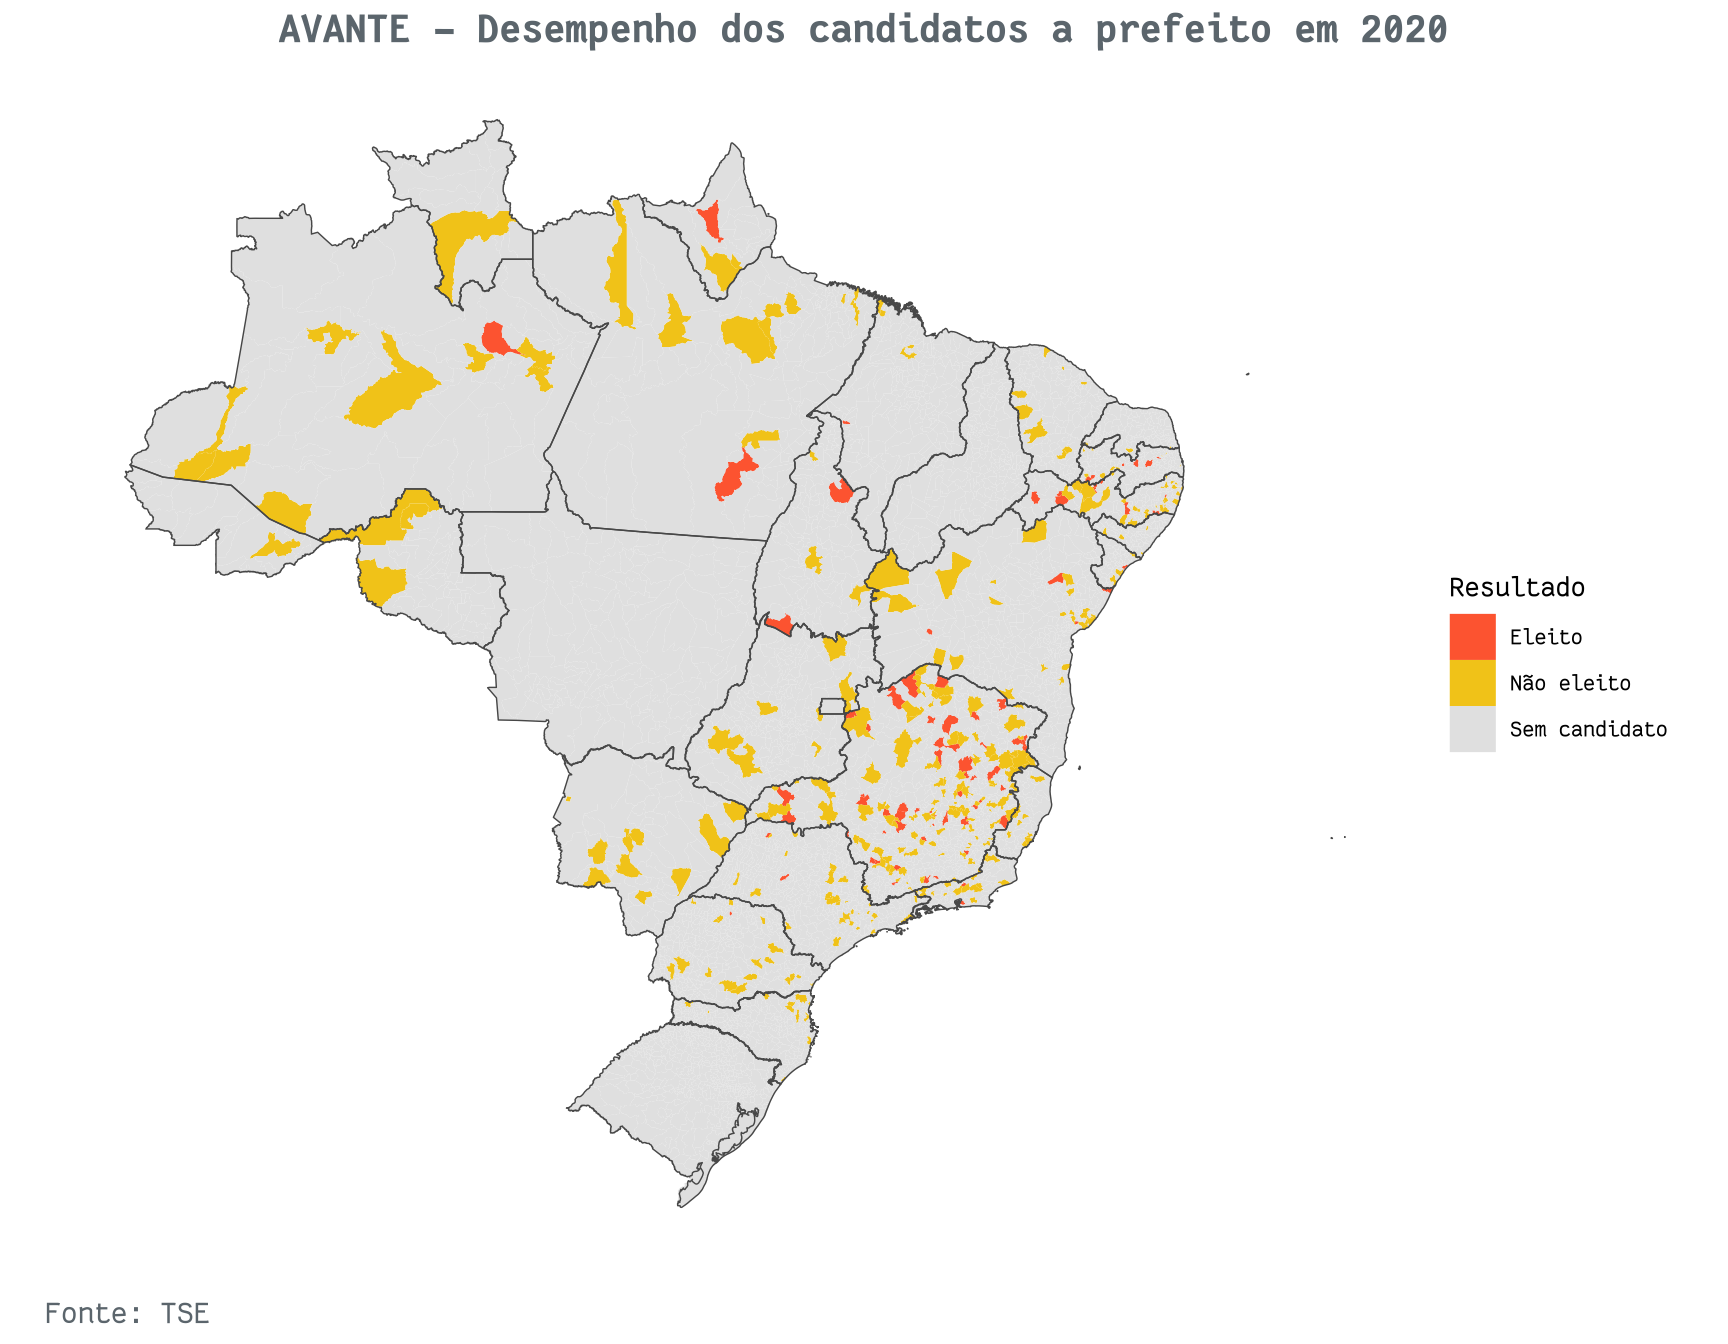 AVANTE – Desempenho dos candidatos a prefeito em 2020
Resultado
Eleito
Não eleito
Sem candidato
Fonte: TSE